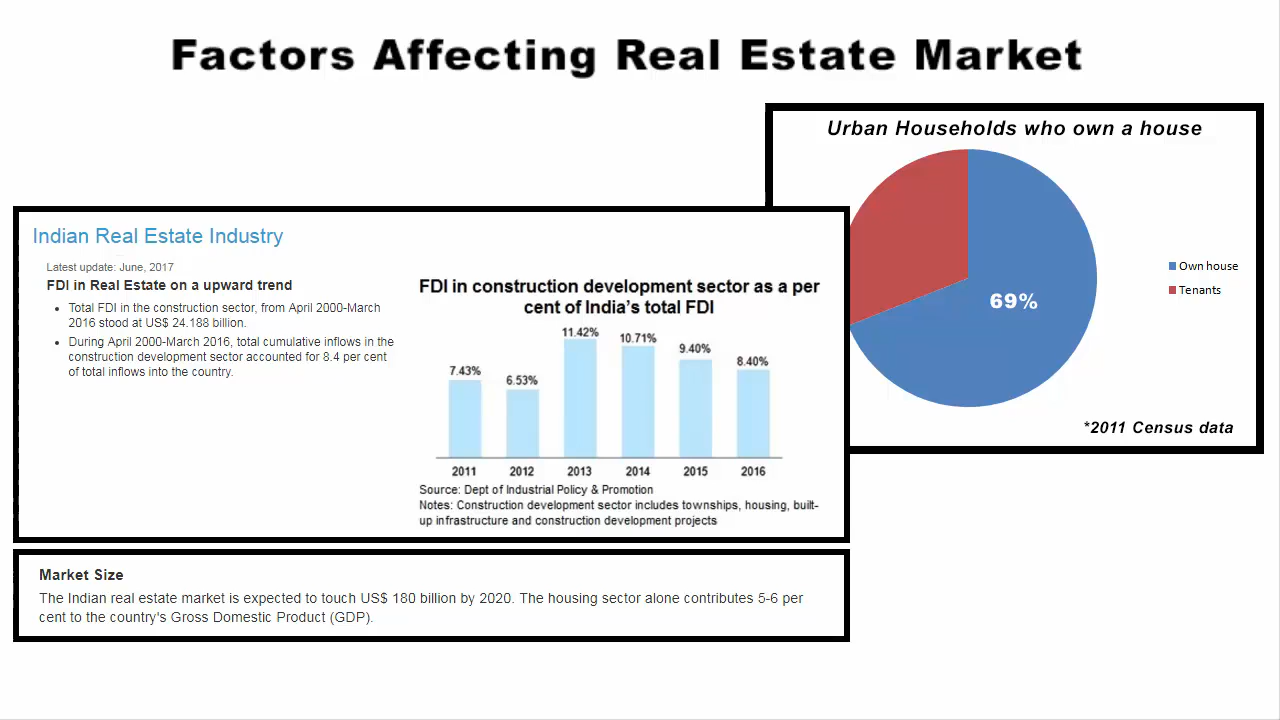 Factors Affecting Real Estate Market
Urban Households who own a house
69%
Own house
Tenants
*2011 Census data
Indian Real Estate Industry
Latest update: June, 2017
FDI in Real Estate on a upward trend
• Total FDI in the construction sector, from April 2000-March
2016 stood at US$ 24.188 billion.
• During April 2000-March 2016, total cumulative inflows in the
construction development sector accounted for 8.4 per cent
of total inflows into the country.
FDI in construction development sector as a per
cent of India's total FDI
7.43% 6.53% 11.42% 10.71% 9.40% 8.40%
2011 2012 2013 2014 2015 2016
Source: Dept of Industrial Policy & Promotion
Notes: Construction development sector includes townships, housing, built-
up infrastructure and construction development projects
Market Size
The Indian real estate market is expected to touch US$ 180 billion by 2020. The housing sector alone contributes 5-6 per
cent to the country's Gross Domestic Product (GDP).